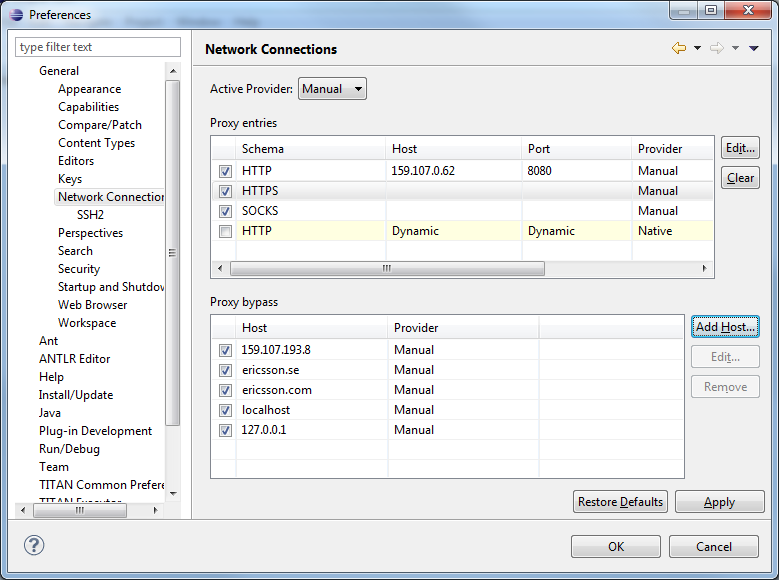 Preferences
type filter text
General
Appearance
Capabilities
Compare/Patch
Content Types
Editors
Keys
Network Connection
SSH2
Perspectives
Search
Security
Startup and Shutdow
Web Browser
Workspace
Ant
ANTLR Editor
Help
Install/Update
Java
Plug-in Development
Run/Debug
Team
TITAN Common Prefere
TITAN Executor
Network Connections
Active Provider: Manual
Proxy entries
Schema Host Port Provider
HTTP 159.107.0.62 8080 Manual
HTTPS Manual
SOCKS Manual
HTTP Dynamic Dynamic Native
Edit...
Clear
Proxy bypass
Host Provider
159.107.193.8 Manual
ericsson.se Manual
ericsson.com Manual
localhost Manual
127.0.0.1 Manual
Add Host...
Edit...
Remove
Restore Defaults Apply
? OK Cancel